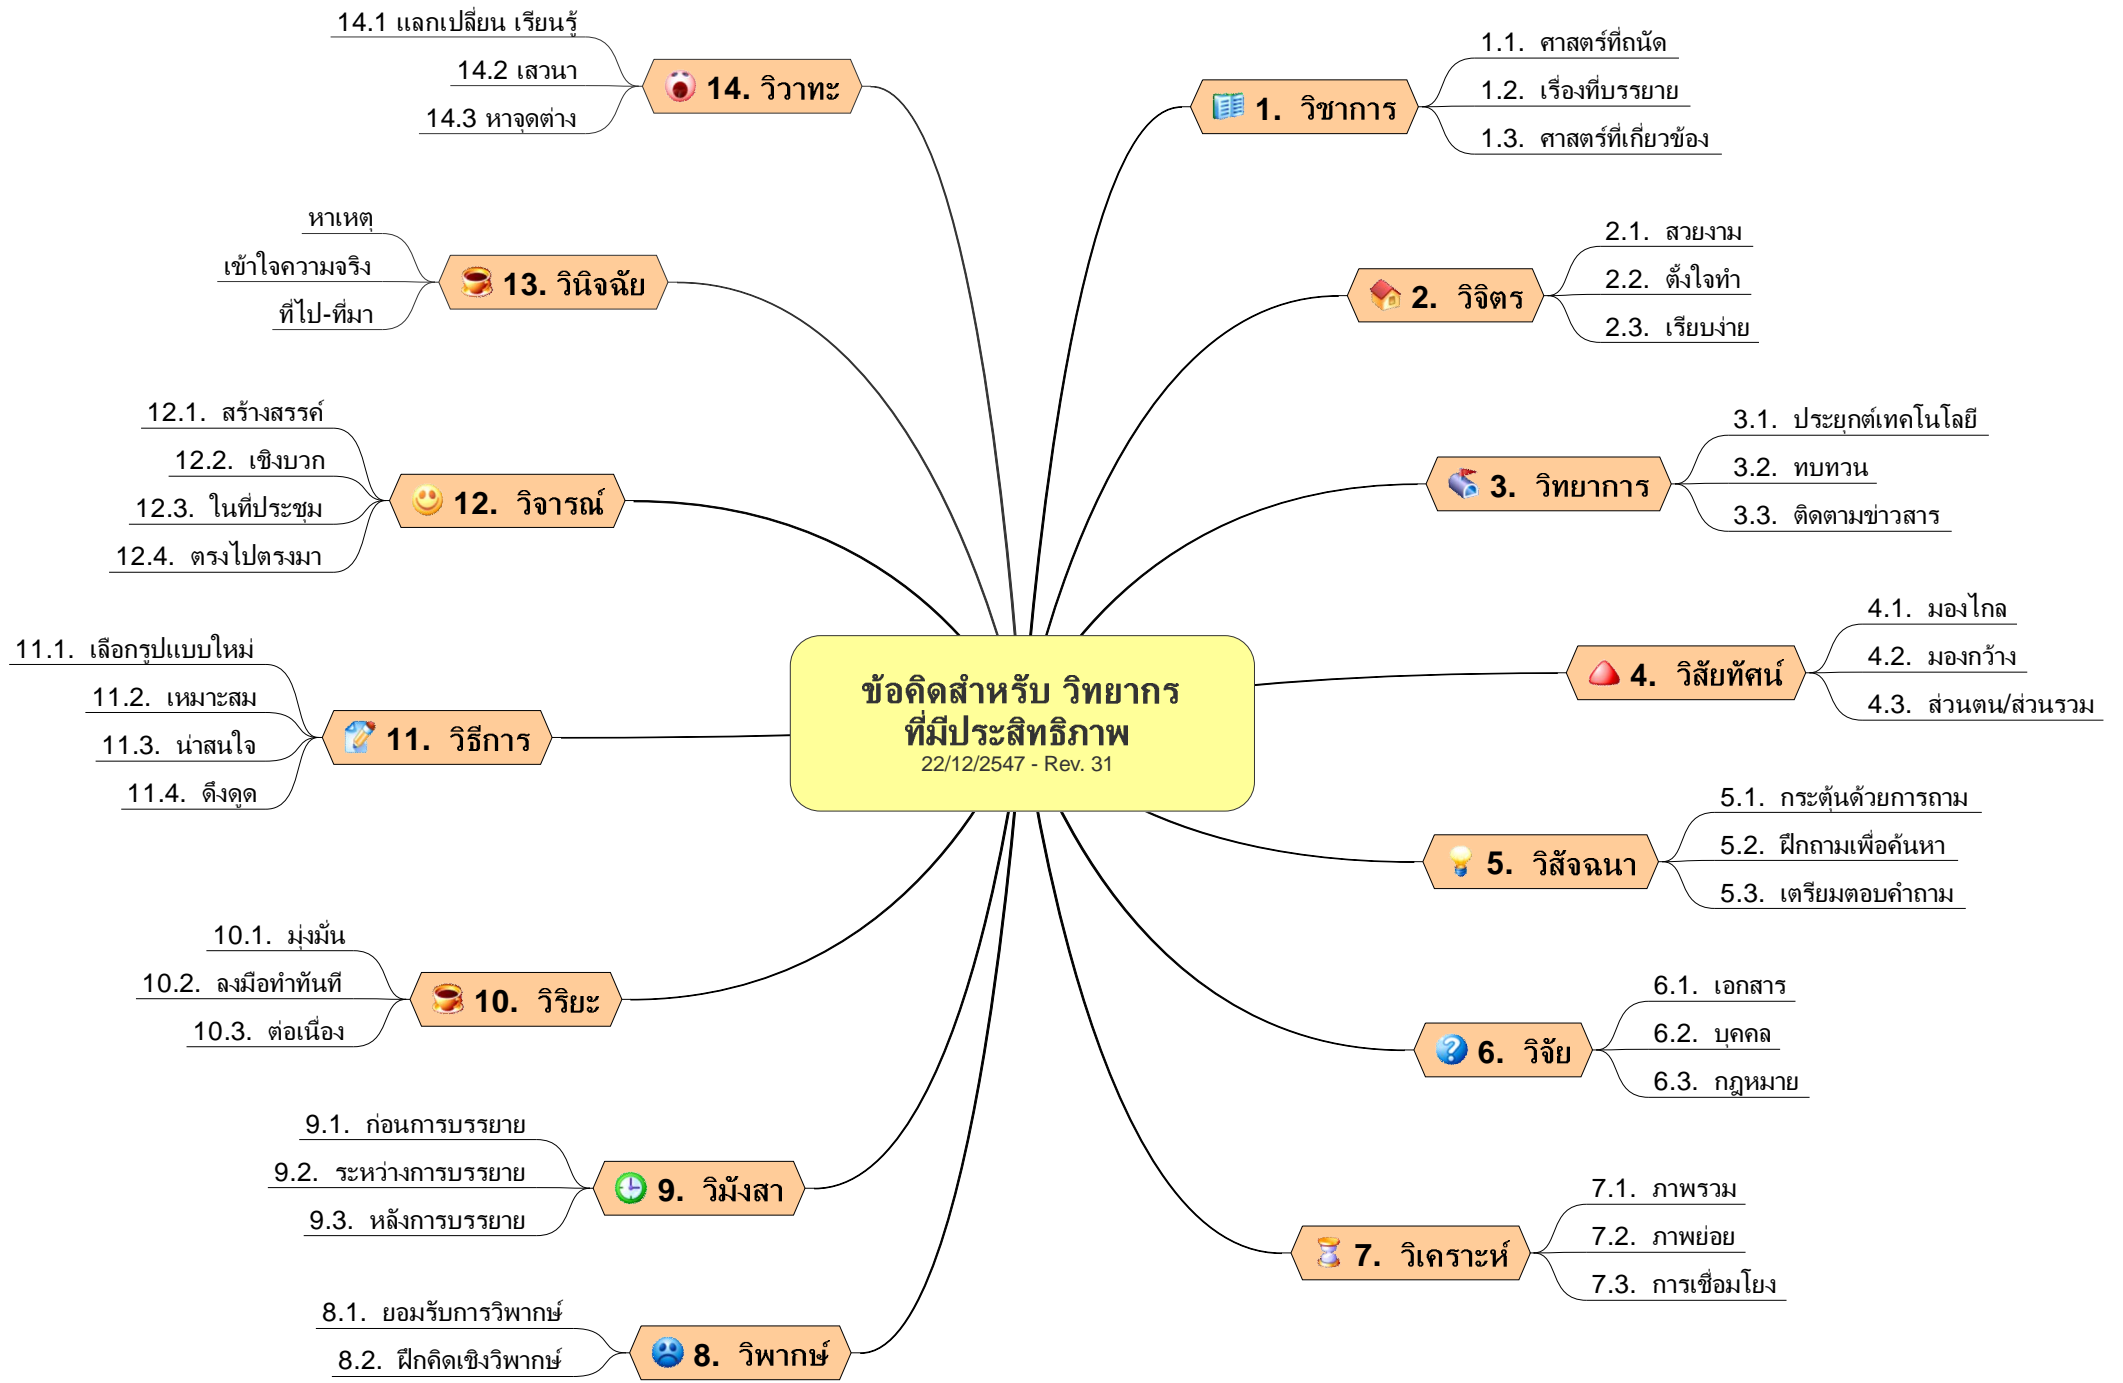 ข้อคิดสำหรับ วิทยากร
ที่มีประสิทธิภาพ
22/12/2547 - Rev. 31
1. วิชาการ
1.1. ศาสตร์ที่ถนัด
1.2. เรื่องที่บรรยาย
1.3. ศาสตร์ที่เกี่ยวข้อง
2. วิจิตร
2.1. สวยงาม
2.2. ตั้งใจทำ
2.3. เรียบง่าย
3. วิทยาการ
3.1. ประยุกต์เทคโนโลยี
3.2. ทบทวน
3.3. ติดตามข่าวสาร
4. วิสัยทัศน์
4.1. มองไกล
4.2. มองกว้าง
4.3. ส่วนตน/ส่วนรวม
5. วิสัจฉนา
5.1. กระตุ้นด้วยการถาม
5.2. ฝึกถามเพื่อค้นหา
5.3. เตรียมตอบคำถาม
6. วิจัย
6.1. เอกสาร
6.2. บุคคล
6.3. กฎหมาย
7. วิเคราะห์
7.1. ภาพรวม
7.2. ภาพย่อย
7.3. การเชื่อมโยง
8. วิพากษ์
8.1. ยอมรับการวิพากษ์
8.2. ฝึกคิดเชิงวิพากษ์
9. วิมังสา
9.1. ก่อนการบรรยาย
9.2. ระหว่างการบรรยาย
9.3. หลังการบรรยาย
10. วิริยะ
10.1. มุ่งมั่น
10.2. ลงมือทำทันที
10.3. ต่อเนื่อง
11. วิธีการ
11.1. เลือกรูปแบบใหม่
11.2. เหมาะสม
11.3. น่าสนใจ
11.4. ดึงดูด
12. วิจารณ์
12.1. สร้างสรรค์
12.2. เชิงบวก
12.3. ในที่ประชุม
12.4. ตรงไปตรงมา
13. วินิจฉัย
หาเหตุ
เข้าใจความจริง
ที่ไป-ที่มา
14. วิวาทะ
14.1 แลกเปลี่ยน เรียนรู้
14.2 เสวนา
14.3 หาจุดต่าง